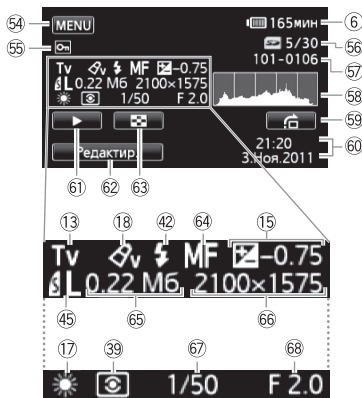 54 MENU 165мин 6
55 5/30 56
101-0106 57
Tv v MF -0.75
L 0.22 Мб 2100×1575
1/50 F 2.0
58
59
Редактир.
21:20
3.Ноя.2011
60
61 62 63
13 18 42 64 15
Tv v MF -0.75
L 0.22 Мб 2100×1575
45 65 66
17 39 67 68
1/50 F 2.0